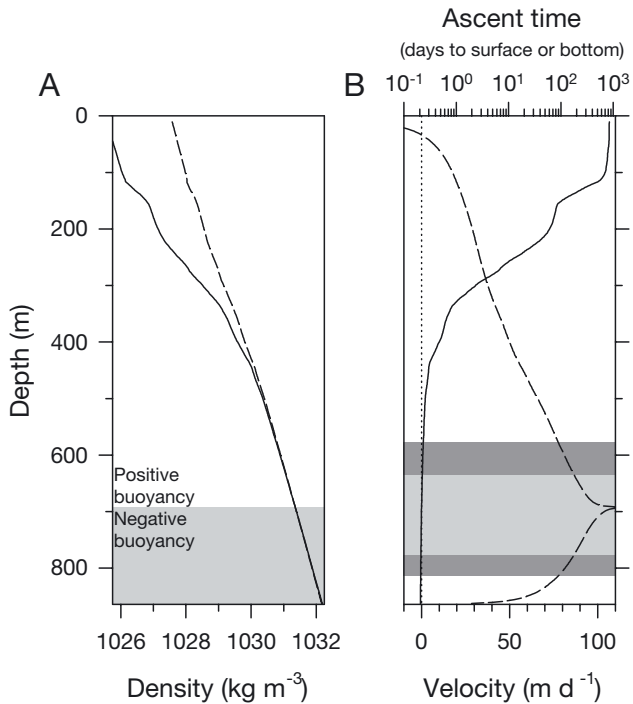 Ascent time
(days to surface or bottom)
A
B
10⁻¹ 10⁰ 10¹ 10² 10³
0
200
400
600
800
Depth (m)
Positive
buoyancy
Negative
buoyancy
1026 1028 1030 1032
0 50 100
Density (kg m⁻³)
Velocity (m d⁻¹)